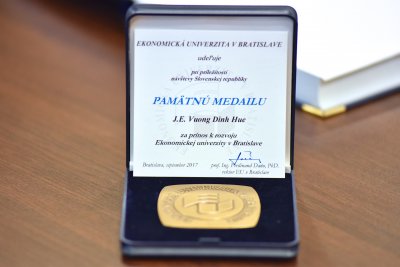 EKONOMICKÁ UNIVERZITA V BRATISLAVE
udeľuje
pri príležitosti
návštevy Slovenskej republiky
PAMÄTNÚ MEDAILU
J.E. Vuong Dinh Hue
za prínos k rozvoju
Ekonomickej univerzity v Bratislave
Bratislava, september 2017
prof. Ing. Ferdinand Daňo, PhD.
rektor EU v Bratislave